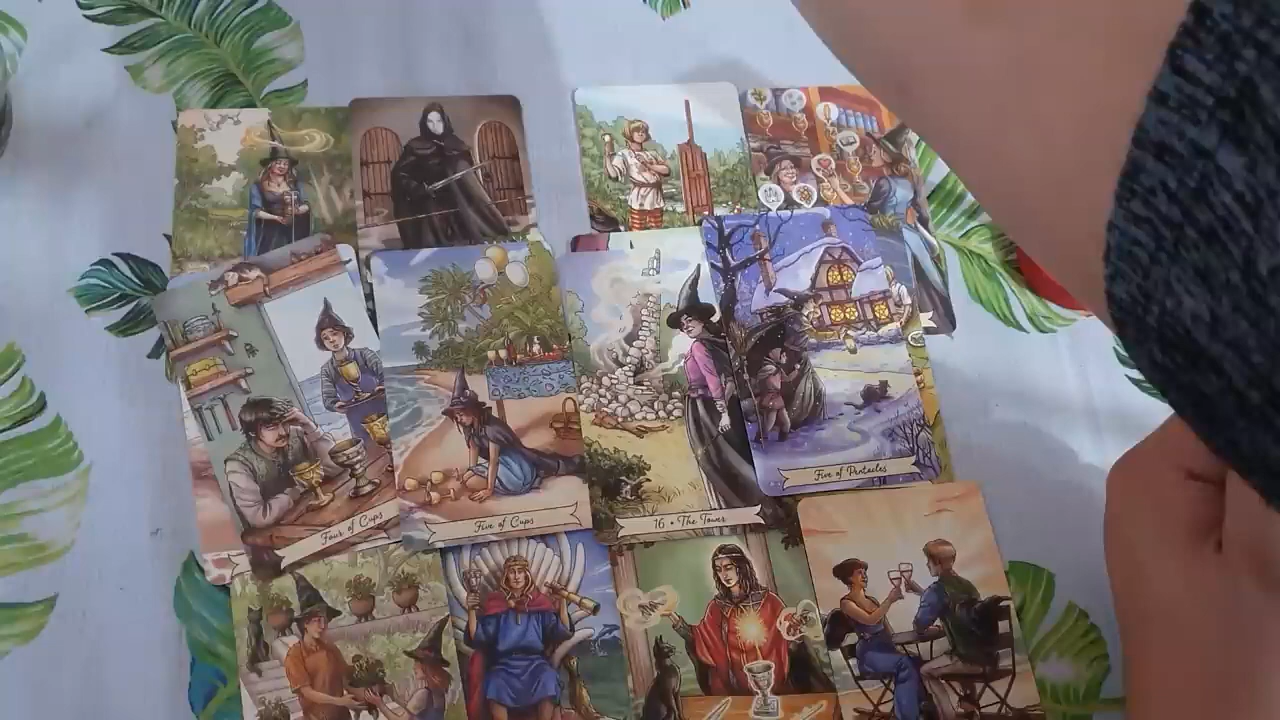 Four of Cups
Five of Cups
16 • The Tower
Five of Pentacles